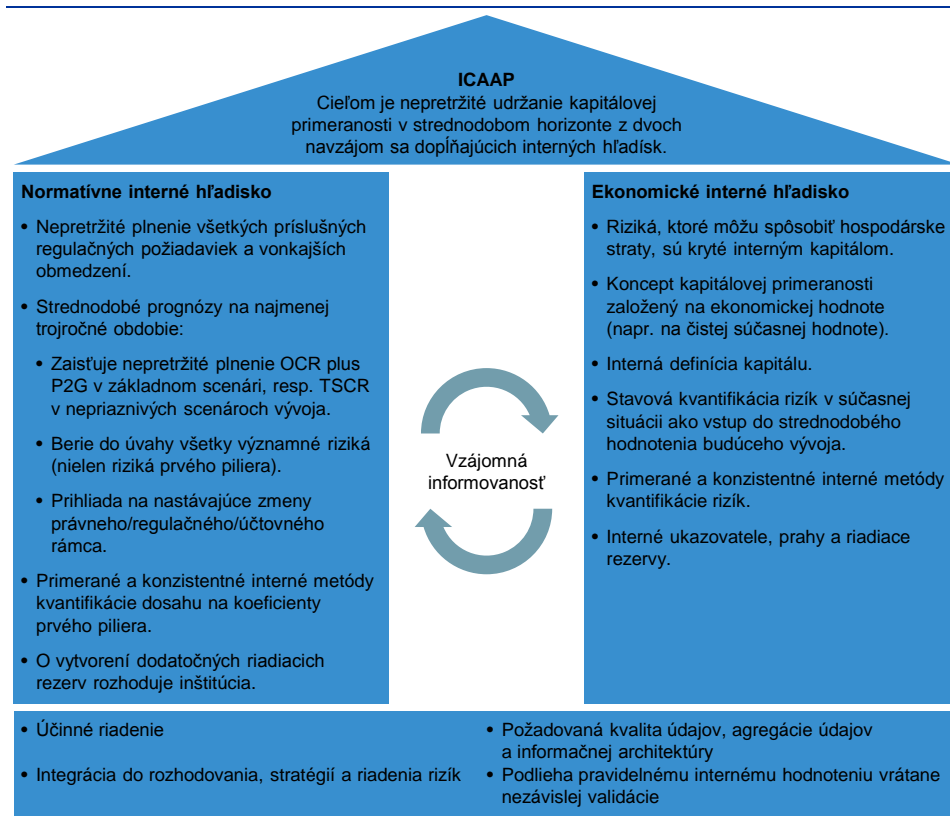 ICAAP
Cieľom je nepretržité udržanie kapitálovej
primeranosti v strednodobom horizonte z dvoch
navzájom sa dopĺňajúcich interných hľadísk.
Normatívne interné hľadisko
• Nepretržité plnenie všetkých príslušných
regulačných požiadaviek a vonkajších
obmedzení.
• Strednodobé prognózy na najmenej
trojročné obdobie:
• Zaisťuje nepretržité plnenie OCR plus
P2G v základnom scenári, resp. TSCR
v nepriaznivých scenároch vývoja.
• Berie do úvahy všetky významné riziká
(nielen riziká prvého piliera).
• Prihliada na nastávajúce zmeny
právneho/regulačného/účtovného
rámca.
• Primerané a konzistentné interné metódy
kvantifikácie dosahu na koeficienty
prvého piliera.
• O vytvorení dodatočných riadiacich
rezerv rozhoduje inštitúcia.
Vzájomná
informovanosť
Ekonomické interné hľadisko
• Riziká, ktoré môžu spôsobiť hospodárske
straty, sú kryté interným kapitálom.
• Koncept kapitálovej primeranosti
založený na ekonomickej hodnote
(napr. na čistej súčasnej hodnote).
• Interná definícia kapitálu.
• Stavová kvantifikácia rizík v súčasnej
situácii ako vstup do strednodobého
hodnotenia budúceho vývoja.
• Primerané a konzistentné interné metódy
kvantifikácie rizík.
• Interné ukazovatele, prahy a riadiace
rezervy.
• Účinné riadenie
• Integrácia do rozhodovania, stratégií a riadenia rizík
• Požadovaná kvalita údajov, agregácie údajov
a informačnej architektúry
• Podlieha pravidelnému internému hodnoteniu vrátane
nezávislej validácie